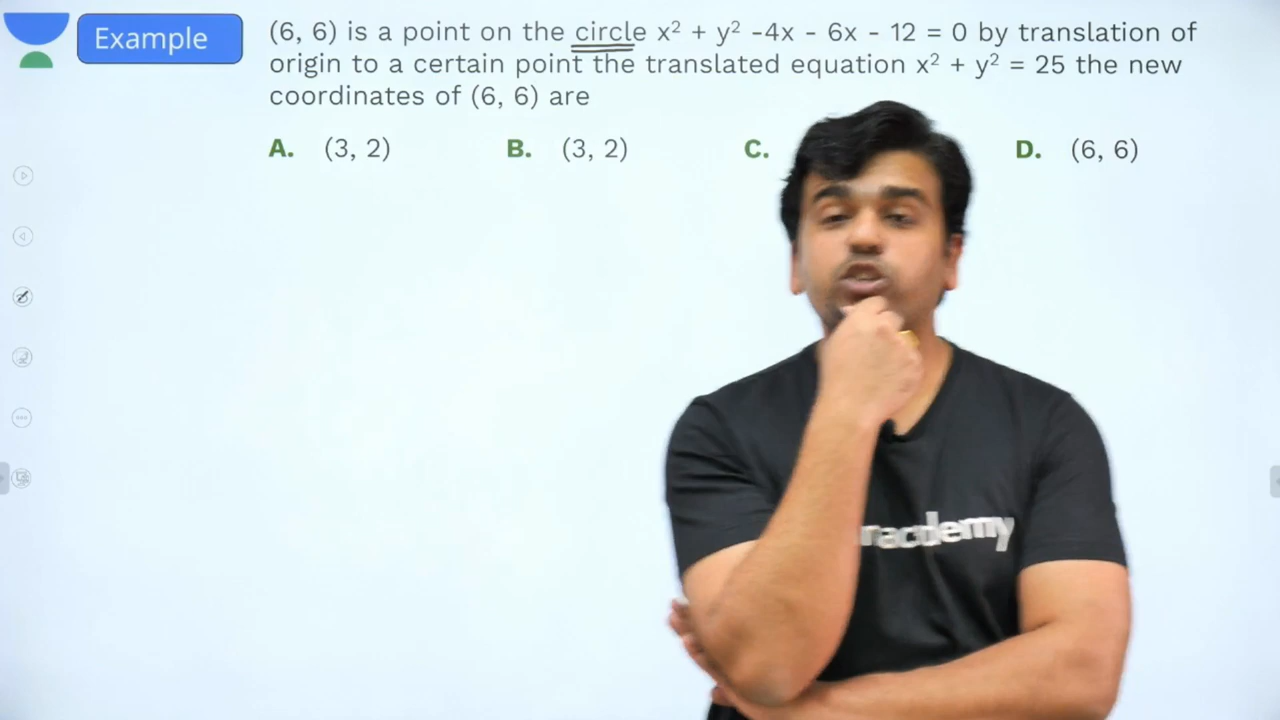 Example
(6, 6) is a point on the circle x² + y² -4x - 6x - 12 = 0 by translation of
origin to a certain point the translated equation x² + y² = 25 the new
coordinates of (6, 6) are
A. (3, 2) B. (3, 2) C. D. (6, 6)
nacdemy